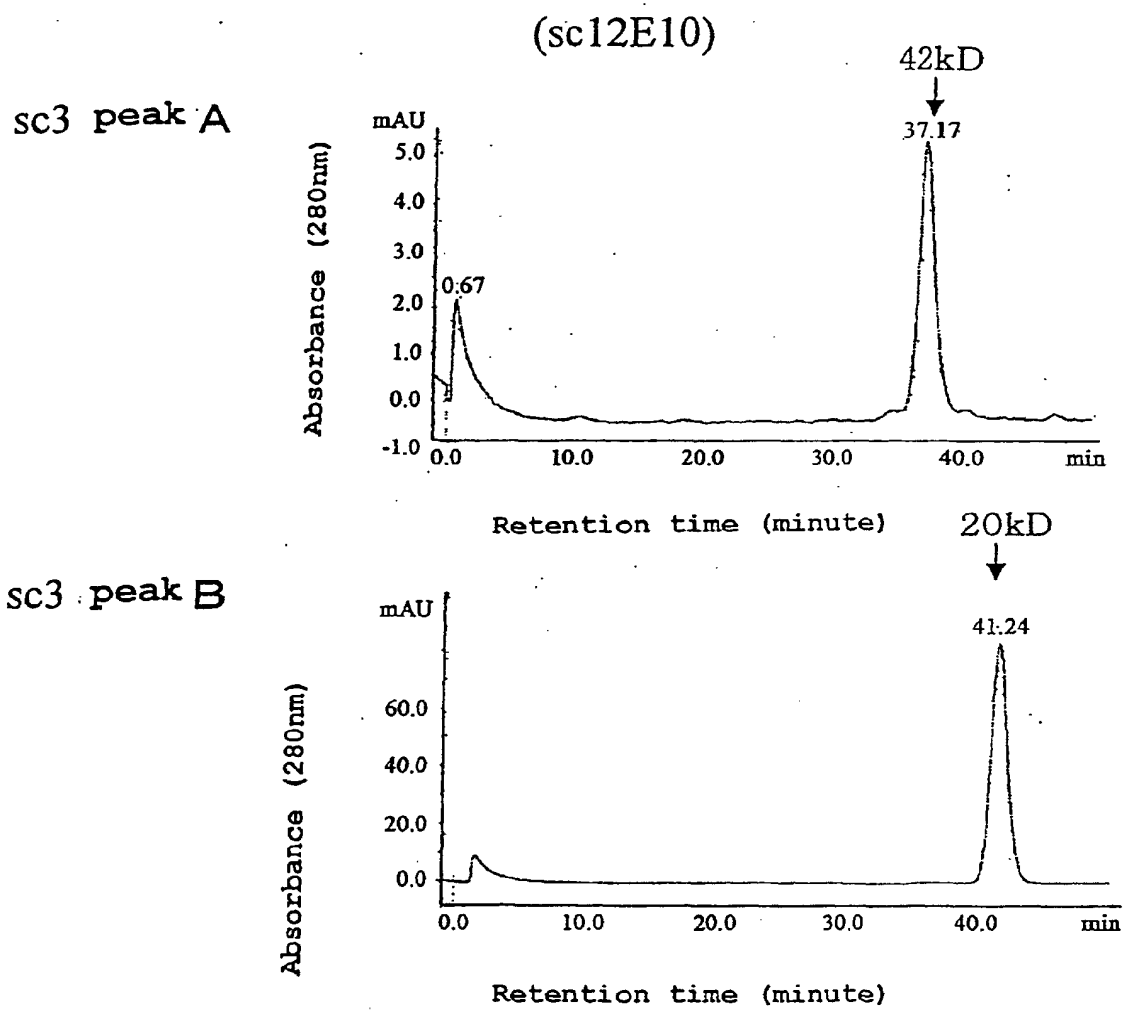 (sc12E10)
sc3 peak A
42kD
mAU
37.17
5.0
4.0
3.0
2.0
1.0
0.0
-1.0
0.67
Absorbance (280nm)
0.0 10.0 20.0 30.0 40.0 min
Retention time (minute)
sc3 peak B
20kD
mAU
41.24
60.0
40.0
20.0
0.0
Absorbance (280nm)
0.0 10.0 20.0 30.0 40.0 min
Retention time (minute)